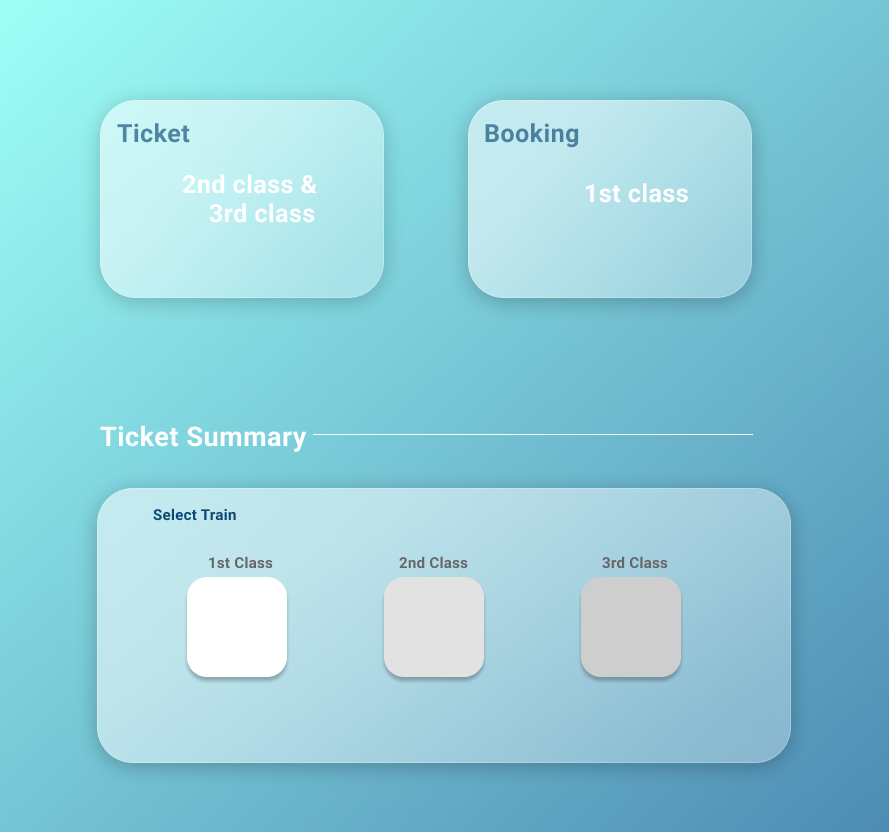 Ticket
2nd class &
3rd class
Booking
1st class
Ticket Summary
Select Train
1st Class
2nd Class
3rd Class